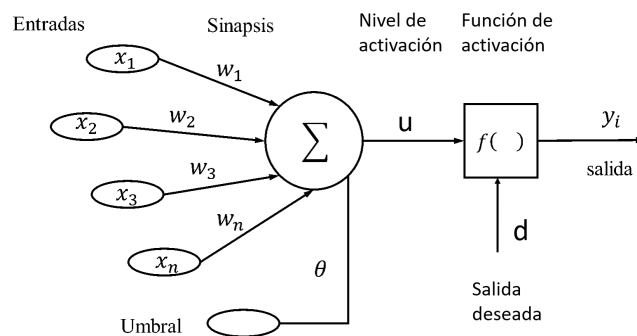 Entradas
Sinapsis
Nivel de
activación
Función de
activación
x₁
w₁
x₂
w₂
x₃
w₃
xₙ
wₙ
Σ
u
f( )
yᵢ
salida
θ
d
Umbral
Salida
deseada